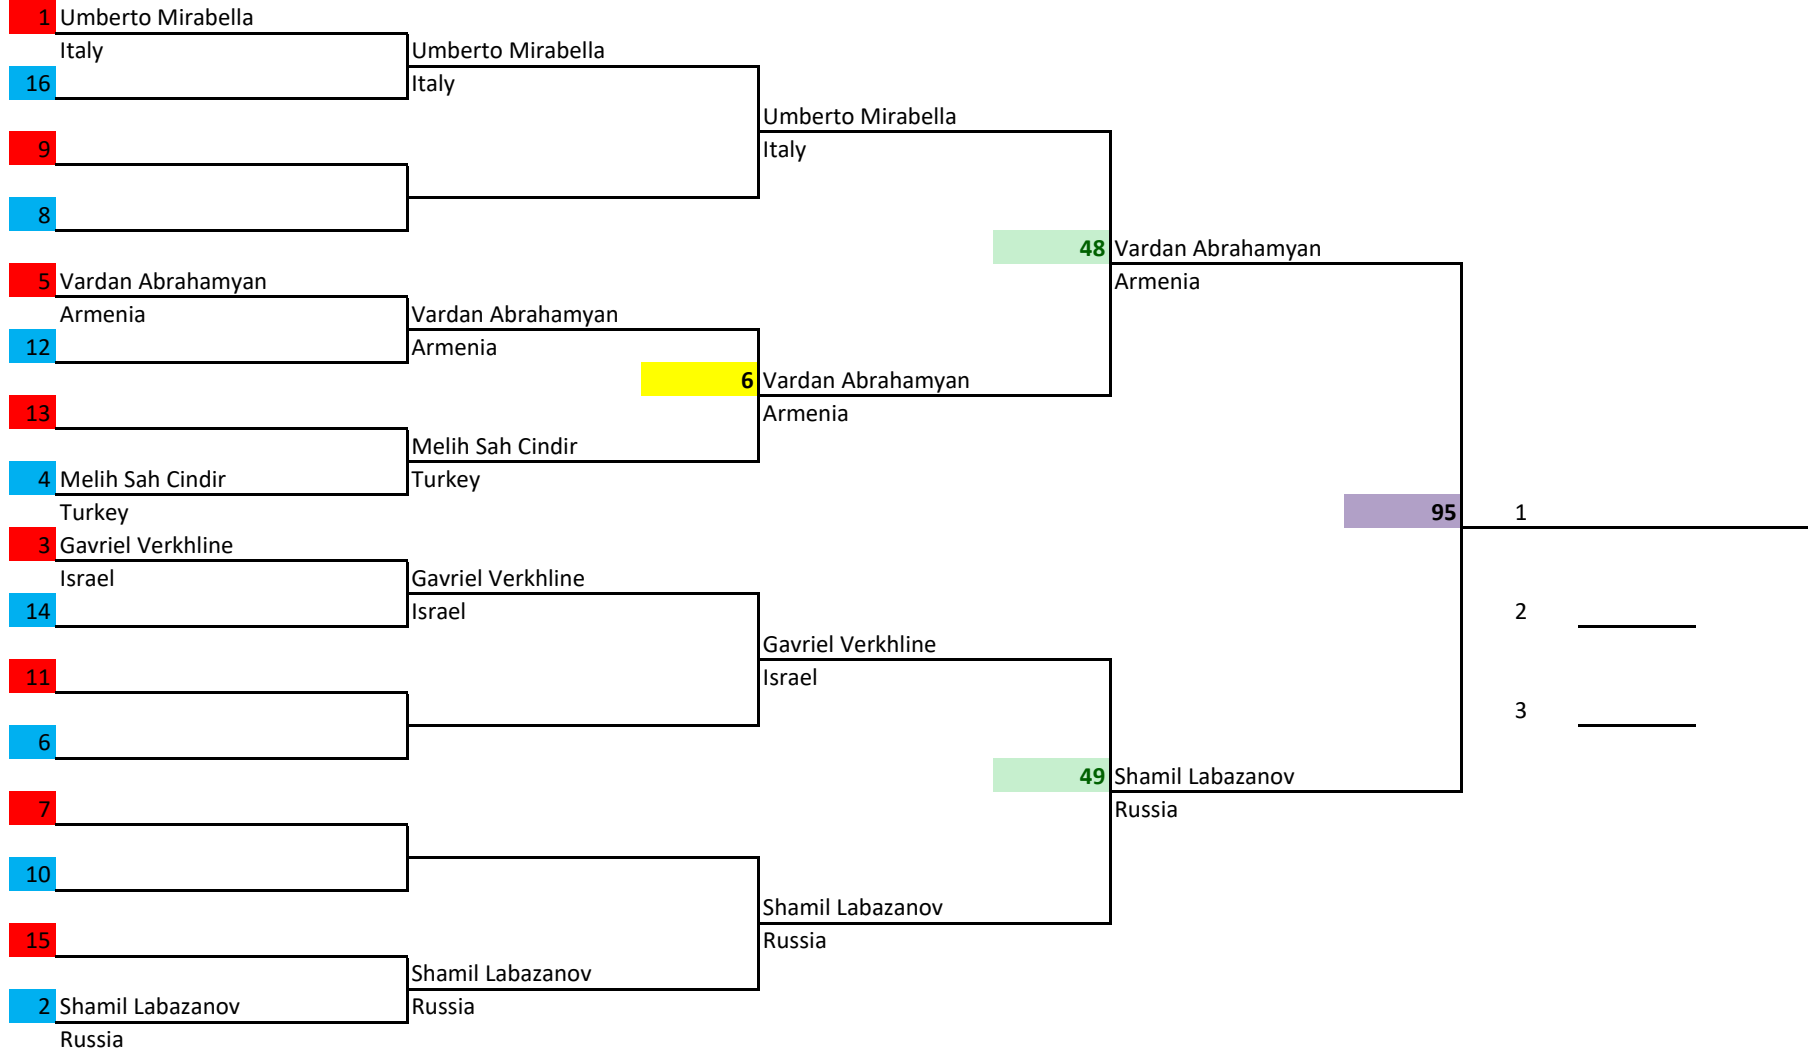 1 Umberto Mirabella
Italy
Umberto Mirabella
16
Italy
Umberto Mirabella
9
Italy
8
48 Vardan Abrahamyan
5 Vardan Abrahamyan
Armenia
Armenia
Vardan Abrahamyan
12
Armenia
6 Vardan Abrahamyan
13
Armenia
Melih Sah Cindir
4 Melih Sah Cindir
Turkey
Turkey
95 1
3 Gavriel Verkhline
Israel
Gavriel Verkhline
14
Israel
2
Gavriel Verkhline
11
Israel
3
6
49 Shamil Labazanov
7
Russia
10
Shamil Labazanov
15
Russia
Shamil Labazanov
2 Shamil Labazanov
Russia
Russia